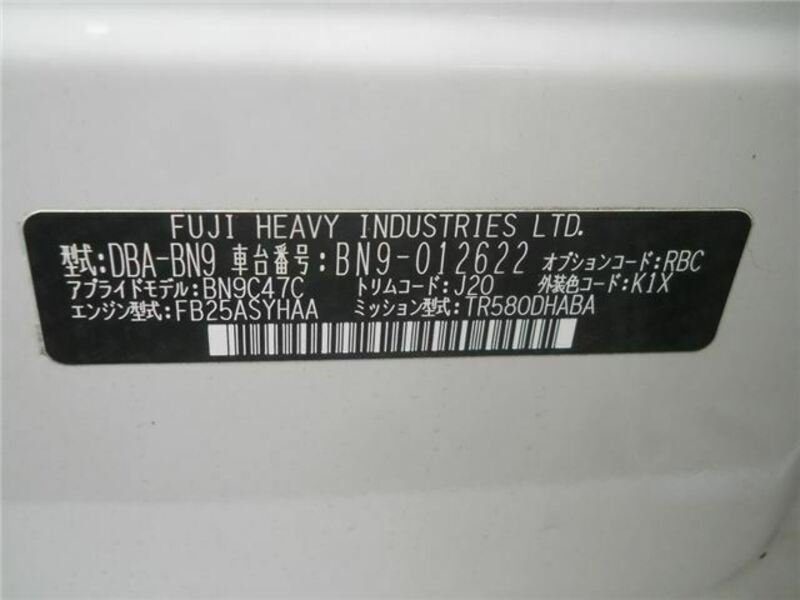 FUJI HEAVY INDUSTRIES LTD.
型式:DBA-BN9 車台番号:BN9-012622 オプションコード:RBC
アプライドモデル:BN9C47C トリムコード:J20 外装色コード:K1X
エンジン型式:FB25ASYHAA ミッション型式:TR580DHABA